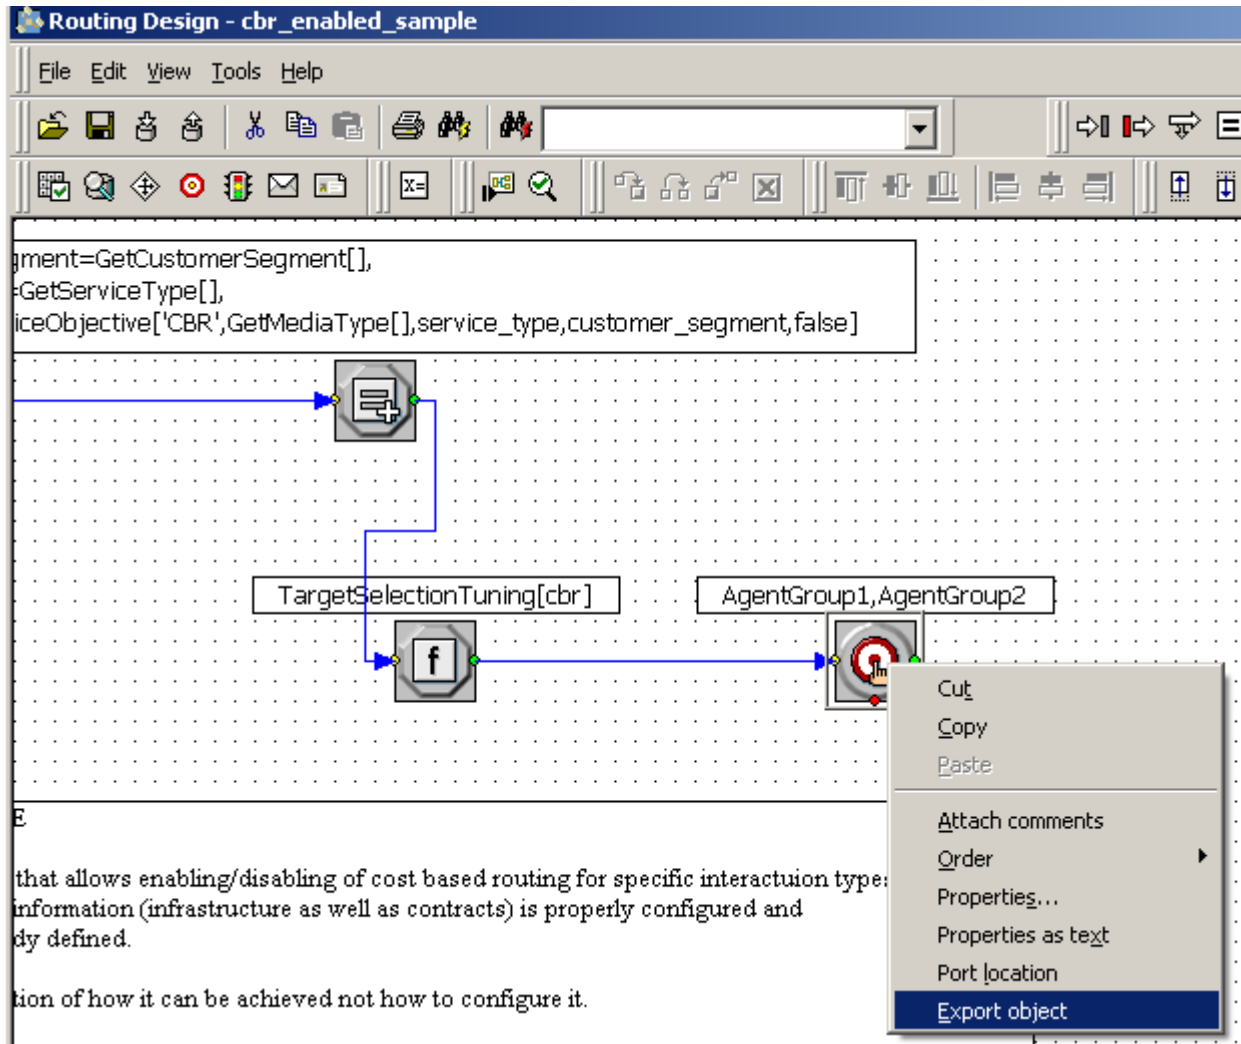 Routing Design - cbr_enabled_sample
File Edit View Tools Help
X=
gment=GetCustomerSegment[],
=GetServiceType[],
iceObjective['CBR',GetMediaType[],service_type,customer_segment,false]
TargetSelectionTuning[cbr]
AgentGroup1,AgentGroup2
f
Cut
Copy
Paste
Attach comments
Order
Properties...
Properties as text
Port location
Export object
E
that allows enabling/disabling of cost based routing for specific interactuion types
information (infrastructure as well as contracts) is properly configured and
dy defined.
tion of how it can be achieved not how to configure it.